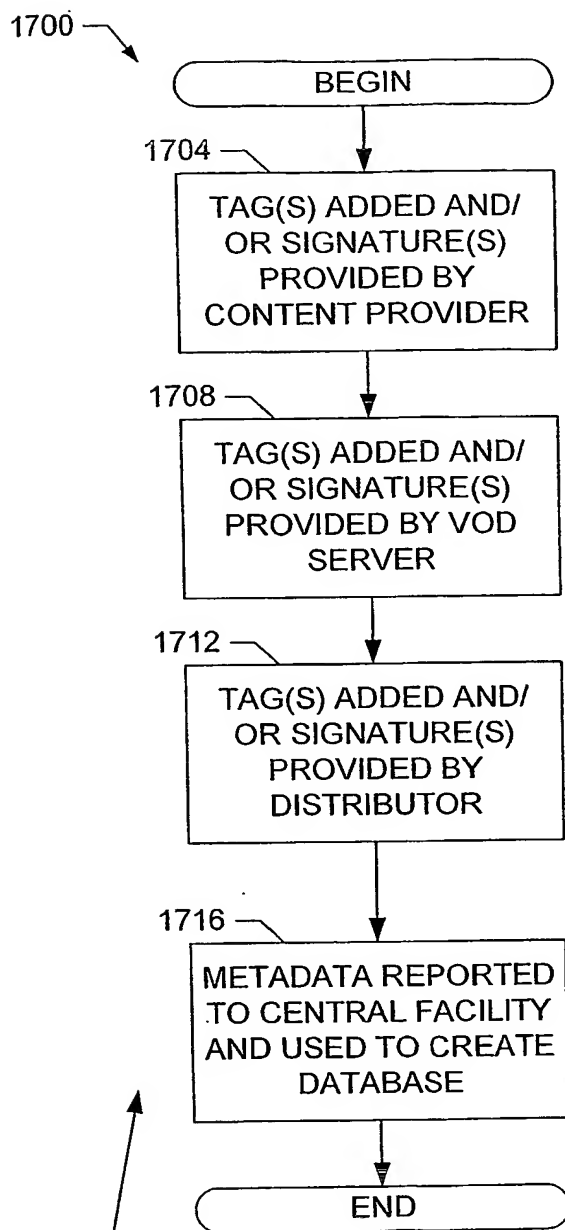 1700
BEGIN
1704
TAG(S) ADDED AND/
OR SIGNATURE(S)
PROVIDED BY
CONTENT PROVIDER
1708
TAG(S) ADDED AND/
OR SIGNATURE(S)
PROVIDED BY VOD
SERVER
1712
TAG(S) ADDED AND/
OR SIGNATURE(S)
PROVIDED BY
DISTRIBUTOR
1716
METADATA REPORTED
TO CENTRAL FACILITY
AND USED TO CREATE
DATABASE
END